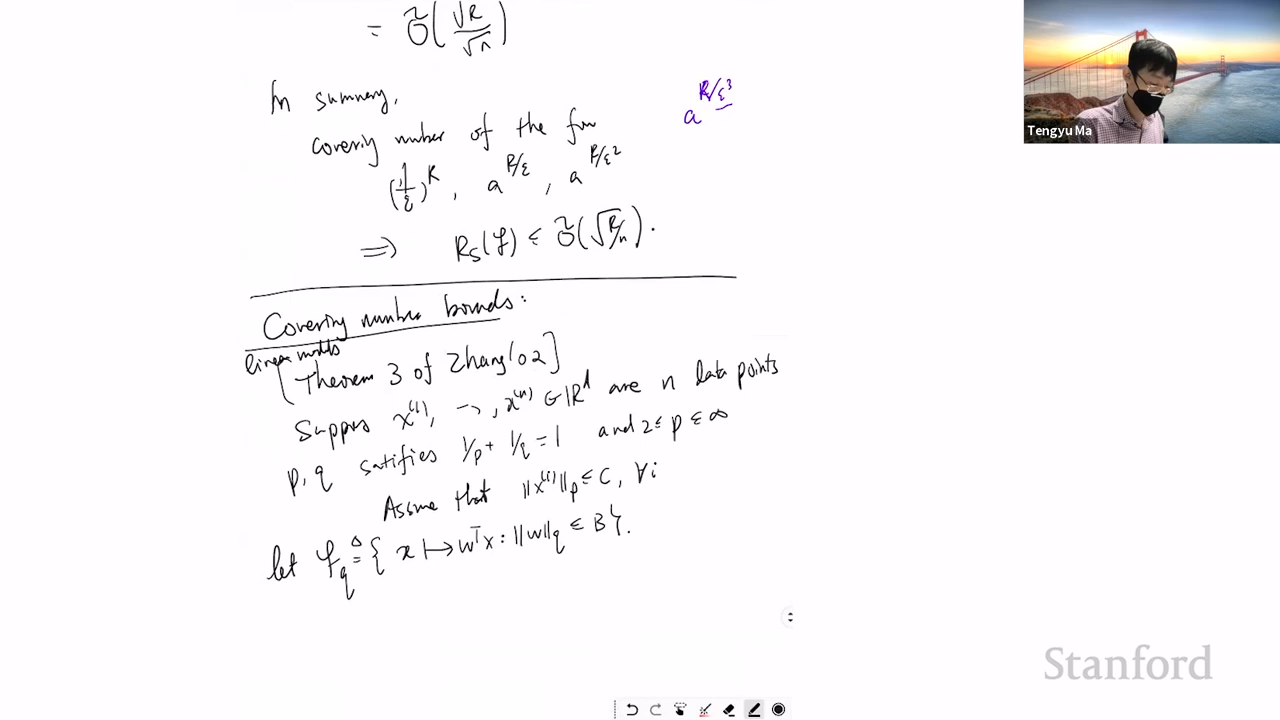 = Õ(√R/√n)
In summary,
covering number of the fun
(1/ε)^R, a^{R/ε}, a^{R/ε²}
a^{R/ε³}
⇒ R_S(F) ≤ Õ(√R/n).
Covering number bounds:
linear models
[Theorem 3 of Zhang'02]
Suppose x^{(1)}, ..., x^{(n)} ∈ ℝ^d are n data points
p, q satisfies 1/p + 1/q = 1 and 2 ≤ p ≤ ∞
Assume that ||x^{(i)}||_p ≤ C, ∀i
let F_q ≜ { x ↦ w^T x : ||w||_q ≤ B }.
Tengyu Ma
Stanford